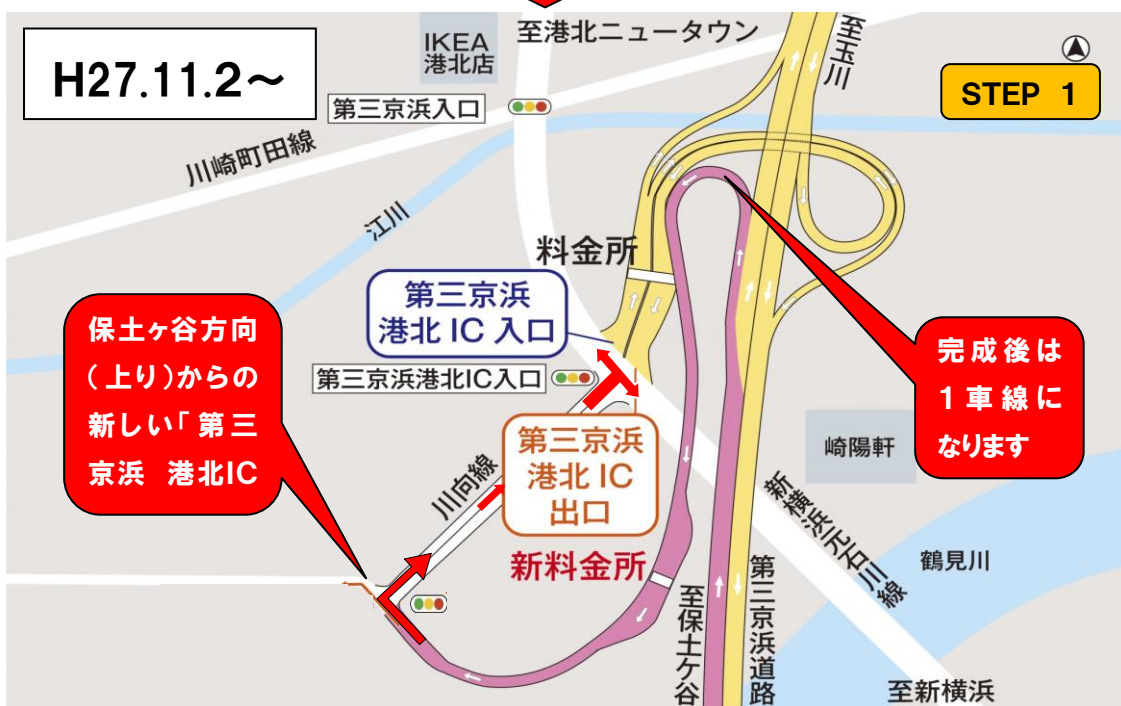 H27.11.2～
IKEA
港北店
至港北ニュータウン
至玉川
STEP 1
第三京浜入口
川崎町田線
江川
料金所
第三京浜
港北 IC 入口
保土ヶ谷方向
（上り）からの
新しい「第三
京浜 港北IC
第三京浜港北IC入口
完成後は
1車線に
なります
第三京浜
港北 IC
出口
崎陽軒
川向線
新横浜元石川線
鶴見川
新料金所
至保土ケ谷
第三京浜道路
至新横浜